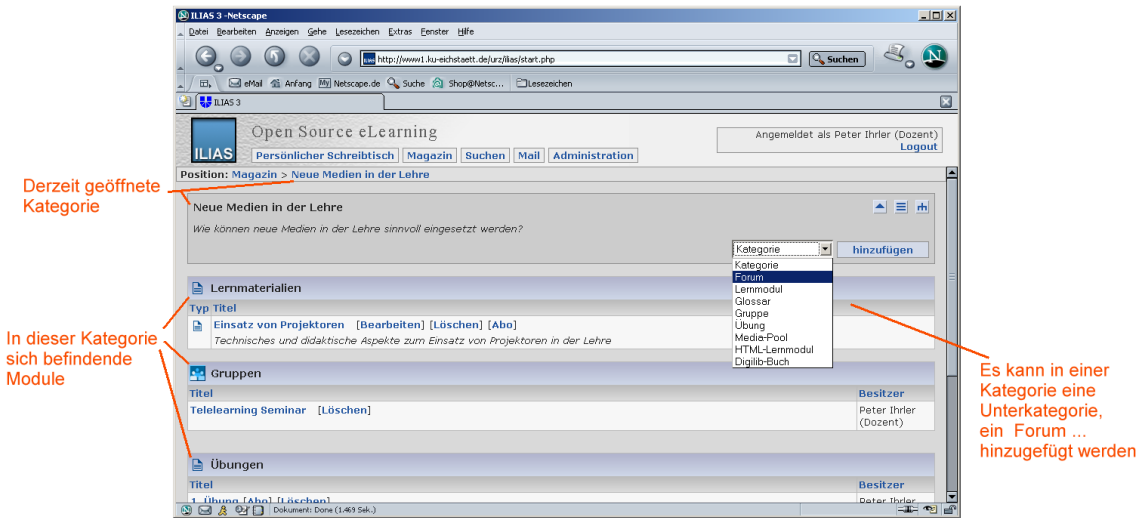 ILIAS 3 -Netscape
Datei Bearbeiten Anzeigen Gehe Lesezeichen Extras Fenster Hilfe
http://www1.ku-eichstaett.de/urz/ilias/start.php
Suchen
N
eMail Anfang My Netscape.de Suche Shop@Netsc... Lesezeichen
ILIAS 3
ILIAS
Open Source eLearning
Persönlicher Schreibtisch Magazin Suchen Mail Administration
Angemeldet als Peter Ihrler (Dozent)
Logout
Position: Magazin > Neue Medien in der Lehre
Derzeit geöffnete
Kategorie
Neue Medien in der Lehre
Wie können neue Medien in der Lehre sinnvoll eingesetzt werden?
Kategorie hinzufügen
Kategorie
Forum
Lernmodul
Glossar
Gruppe
Übung
Media-Pool
HTML-Lernmodul
Digilib-Buch
Lernmaterialien
Typ Titel
Einsatz von Projektoren [Bearbeiten] [Löschen] [Abo]
Technisches und didaktische Aspekte zum Einsatz von Projektoren in der Lehre
In dieser Kategorie
sich befindende
Module
Es kann in einer
Kategorie eine
Unterkategorie,
ein Forum ...
hinzugefügt werden
Gruppen
Titel Besitzer
Telelearning Seminar [Löschen] Peter Ihrler
(Dozent)
Übungen
Titel Besitzer
1. Übung [Abo] [Löschen] Peter Ihrler
Dokument: Done (1.469 Sek.)